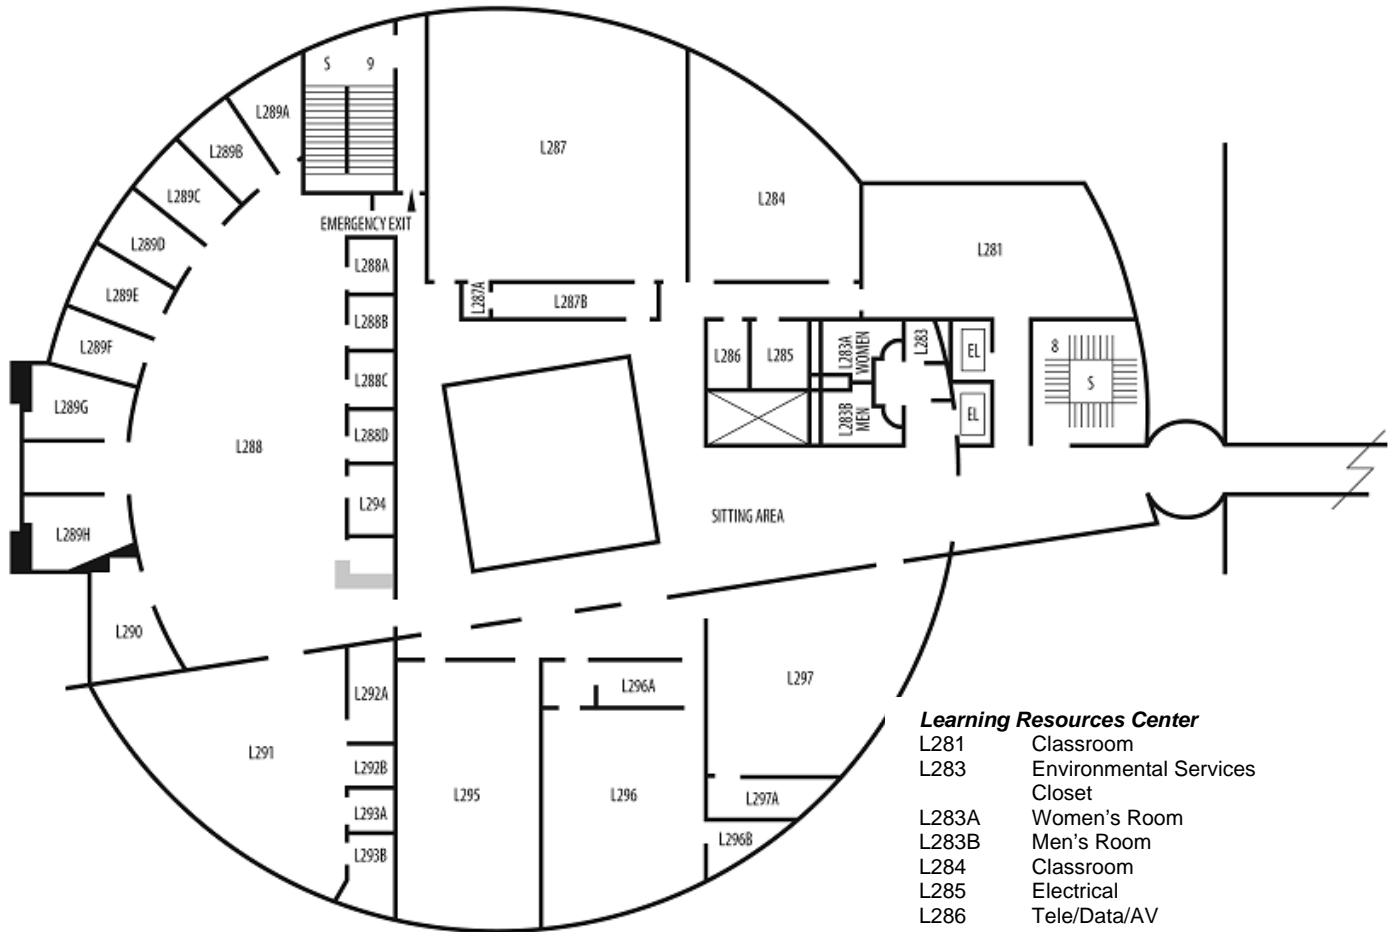 S 9
L289A
L289B
L287
L289C
L284
EMERGENCY EXIT
L289D
L281
L288A
L289E
L287A
L287B
L288B
L289F
L286
L285
L283A
WOMEN
L283
EL
8
S
L288C
L289G
L283B
MEN
EL
L288D
L288
L294
SITTING AREA
L289H
L290
L292A
L296A
L297
L291
L292B
L295
L296
L297A
L293A
L296B
L293B
Learning Resources Center
L281 Classroom
L283 Environmental Services
Closet
L283A Women's Room
L283B Men's Room
L284 Classroom
L285 Electrical
L286 Tele/Data/AV